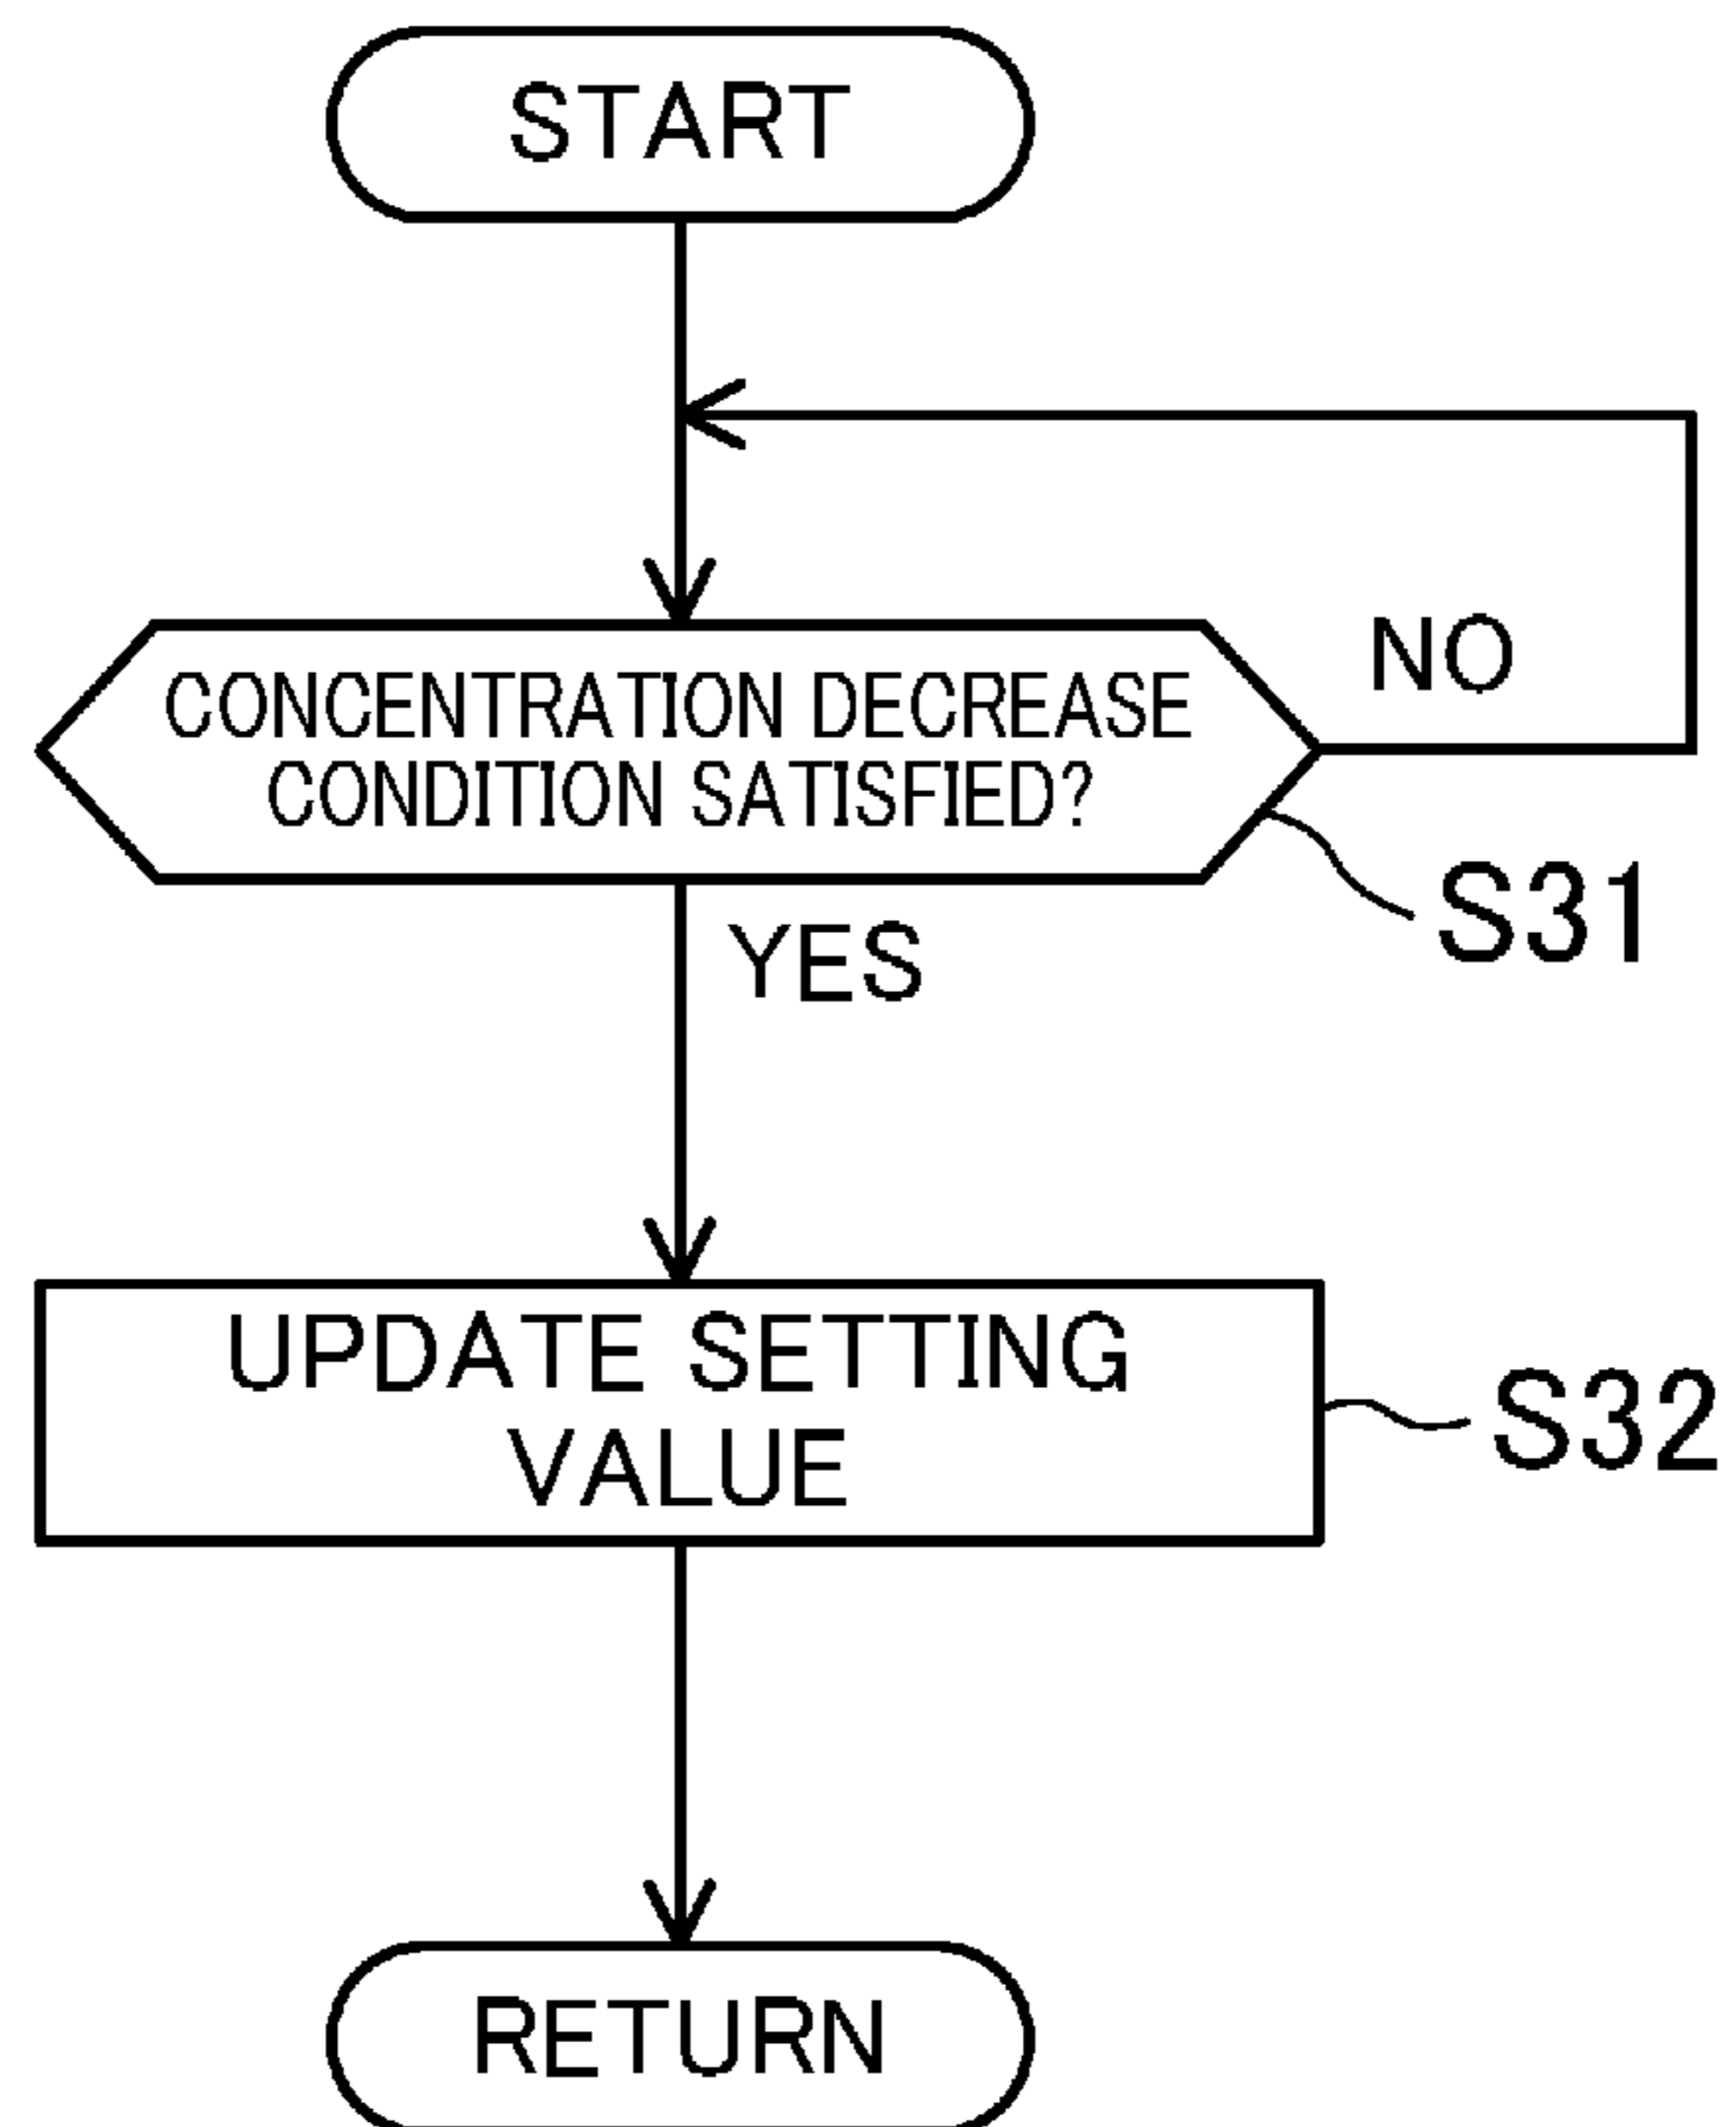 START
NO
CONCENTRATION DECREASE
CONDITION SATISFIED?
S31
YES
UPDATE SETTING
VALUE
S32
RETURN